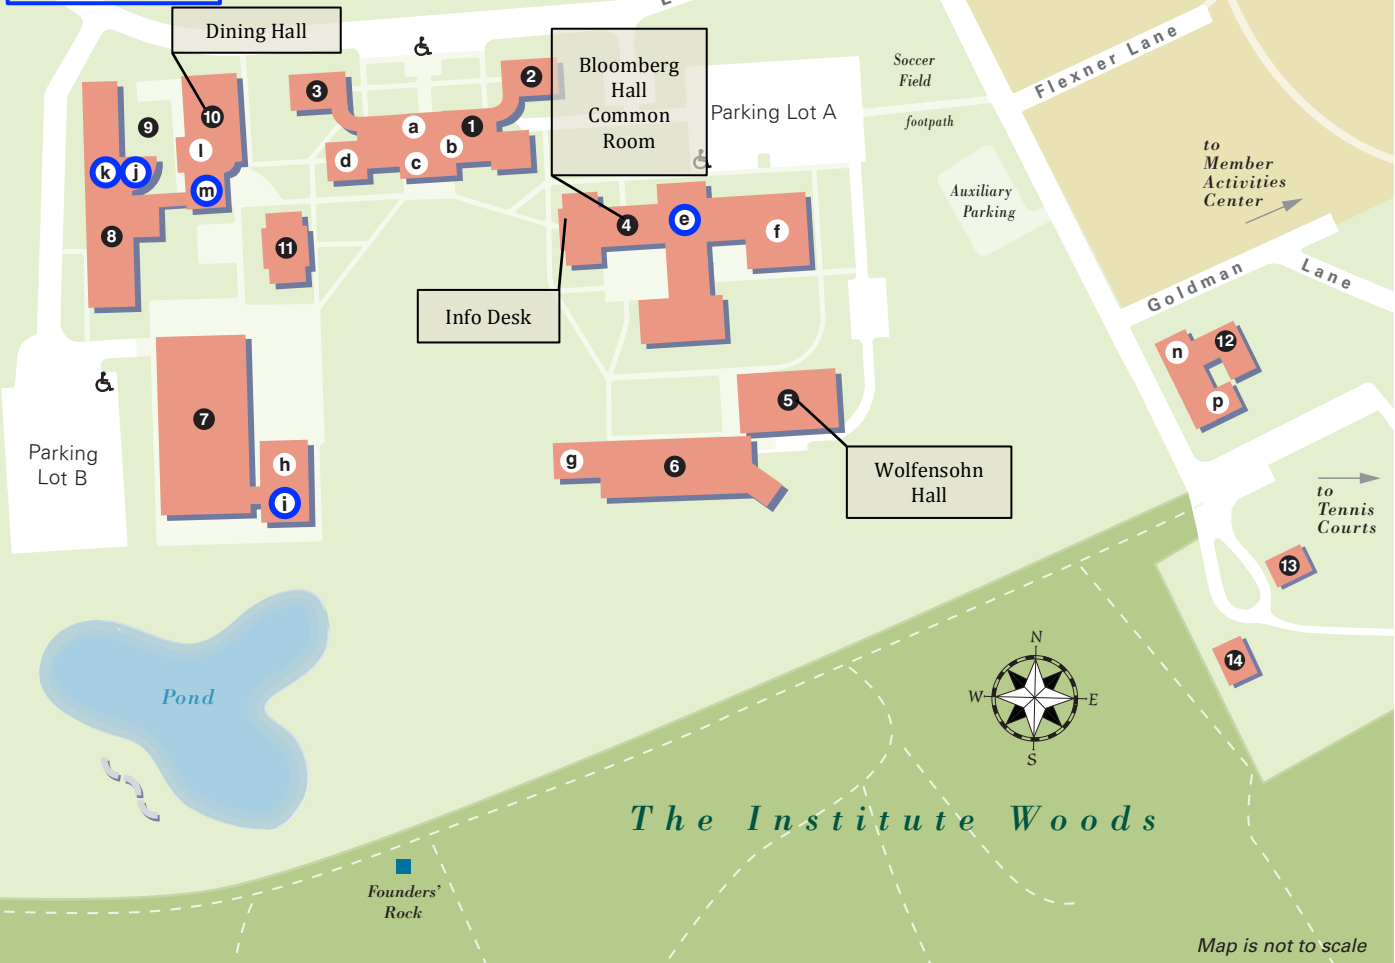 Dining Hall
Bloomberg
Hall
Common
Room
Soccer
Field
footpath
Flexner Lane
Parking Lot A
to
Member
Activities
Center
Auxiliary
Parking
Goldman
Lane
3
2
10
9
1
a
b
c
d
l
k
j
m
8
11
4
e
f
Info Desk
n
12
p
7
5
Parking
Lot B
h
i
g
6
Wolfensohn
Hall
to
Tennis
Courts
13
14
Pond
N
W
E
S
The Institute Woods
Founders'
Rock
Map is not to scale